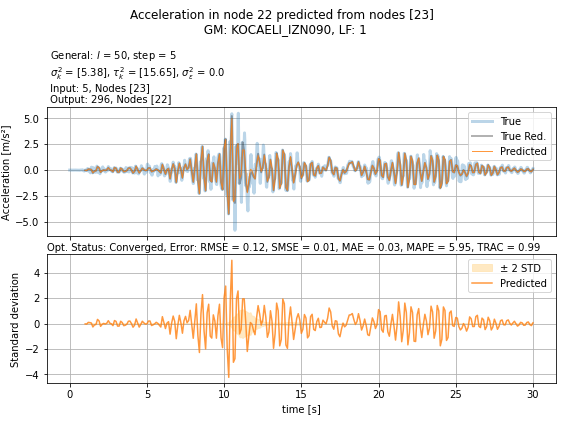 Acceleration in node 22 predicted from nodes [23]
GM: KOCAELI_IZN090, LF: 1
General: l = 50, step = 5
σ²ₖ = [5.38], τ²ₖ = [15.65], σ²ε = 0.0
Input: 5, Nodes [23]
Output: 296, Nodes [22]
Acceleration [m/s²]
5.0
2.5
0.0
−2.5
−5.0
True
True Red.
Predicted
Opt. Status: Converged, Error: RMSE = 0.12, SMSE = 0.01, MAE = 0.03, MAPE = 5.95, TRAC = 0.99
Standard deviation
4
2
0
−2
−4
± 2 STD
Predicted
0 5 10 15 20 25 30
time [s]